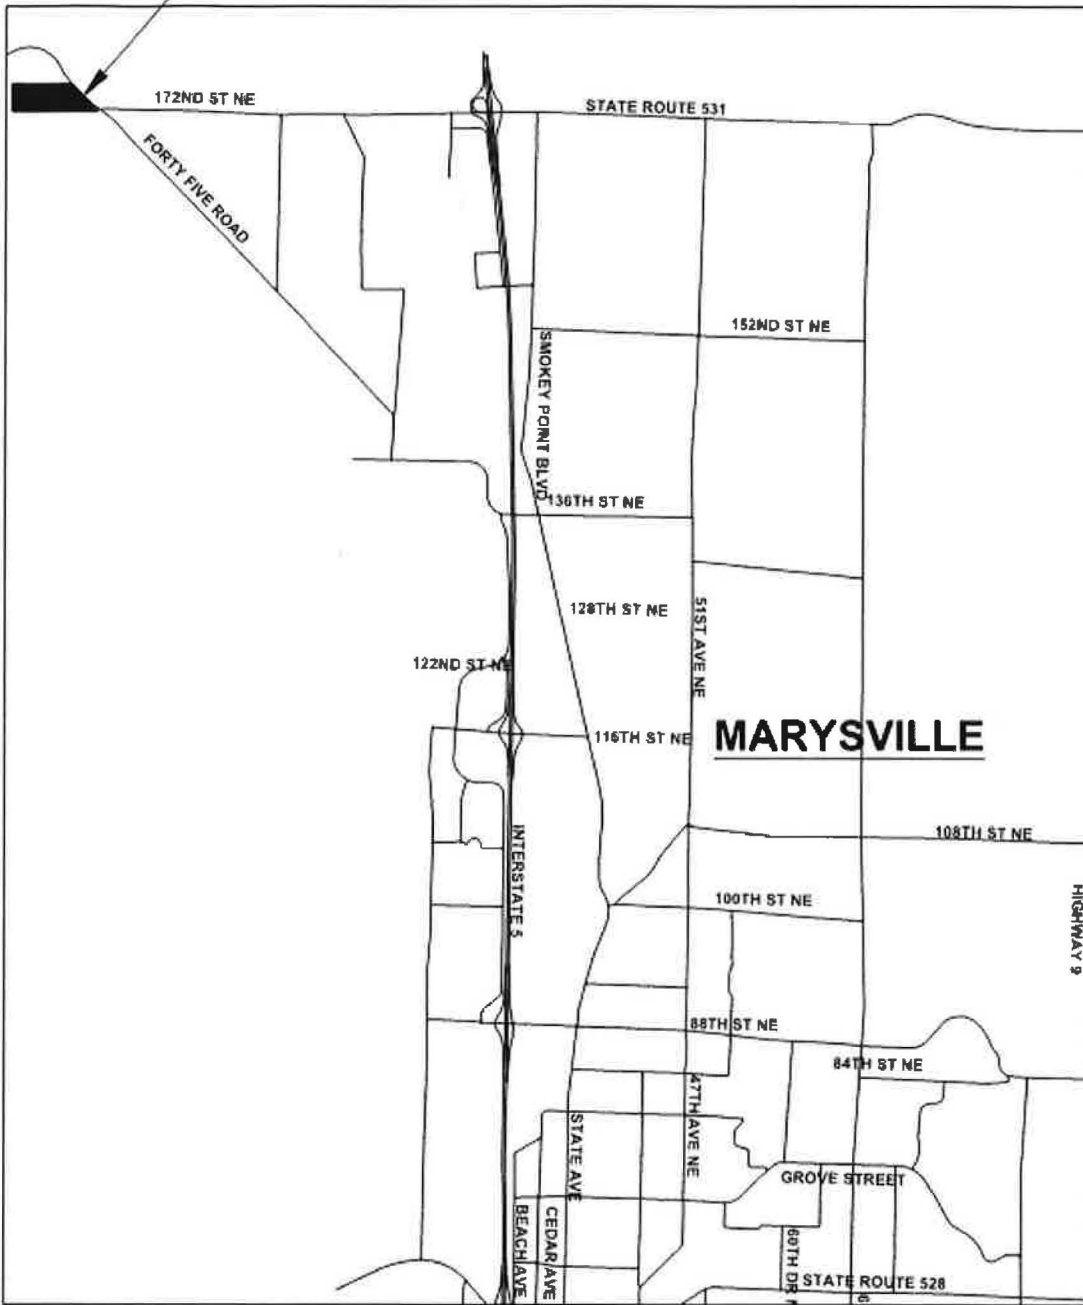 172ND ST NE
STATE ROUTE 531
FORTY FIVE ROAD
152ND ST NE
SMOKEY POINT BLVD
136TH ST NE
128TH ST NE
51ST AVE NE
122ND ST NE
116TH ST NE
MARYSVILLE
INTERSTATE 5
108TH ST NE
100TH ST NE
HIGHWAY 9
88TH ST NE
84TH ST NE
47TH AVE NE
STATE AVE
GROVE STREET
BEACH AVE
CEDAR AVE
60TH DR
STATE ROUTE 528
6